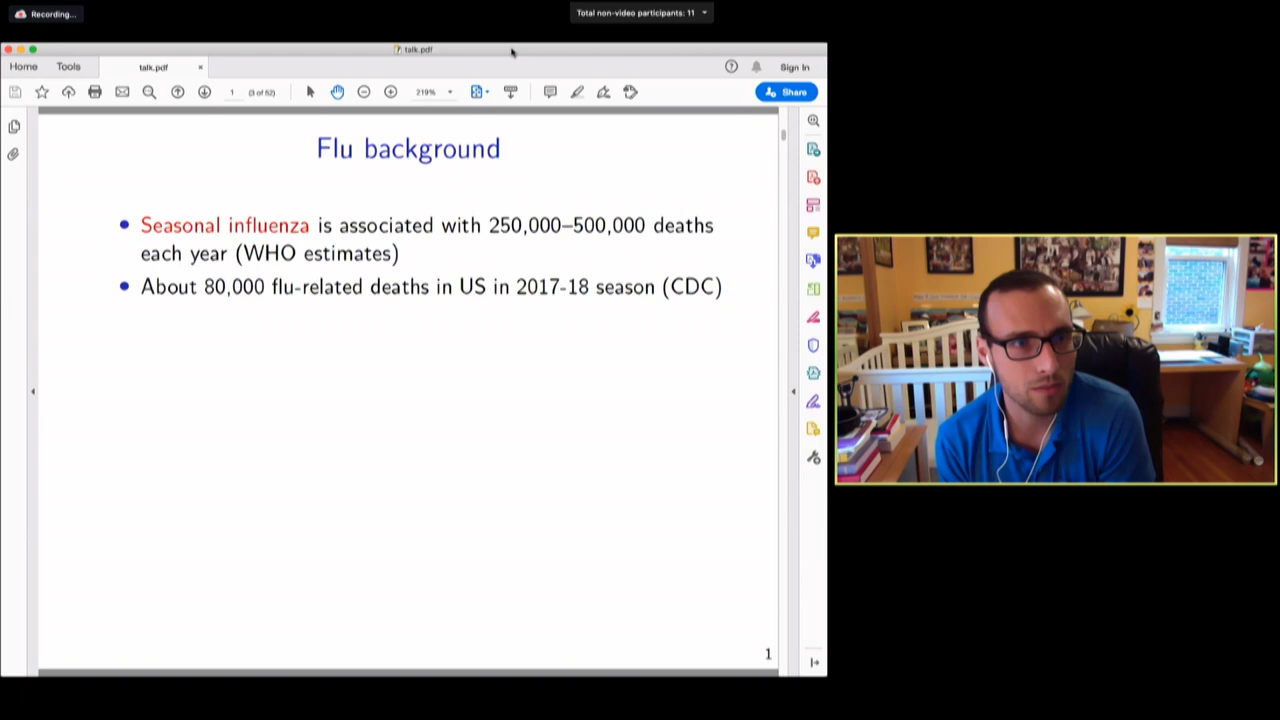 Recording...
Total non-video participants: 11
talk.pdf
Home
Tools
talk.pdf
Sign In
1
(3 of 52)
219%
Share
Flu background
Seasonal influenza is associated with 250,000–500,000 deaths
each year (WHO estimates)
About 80,000 flu-related deaths in US in 2017-18 season (CDC)
1